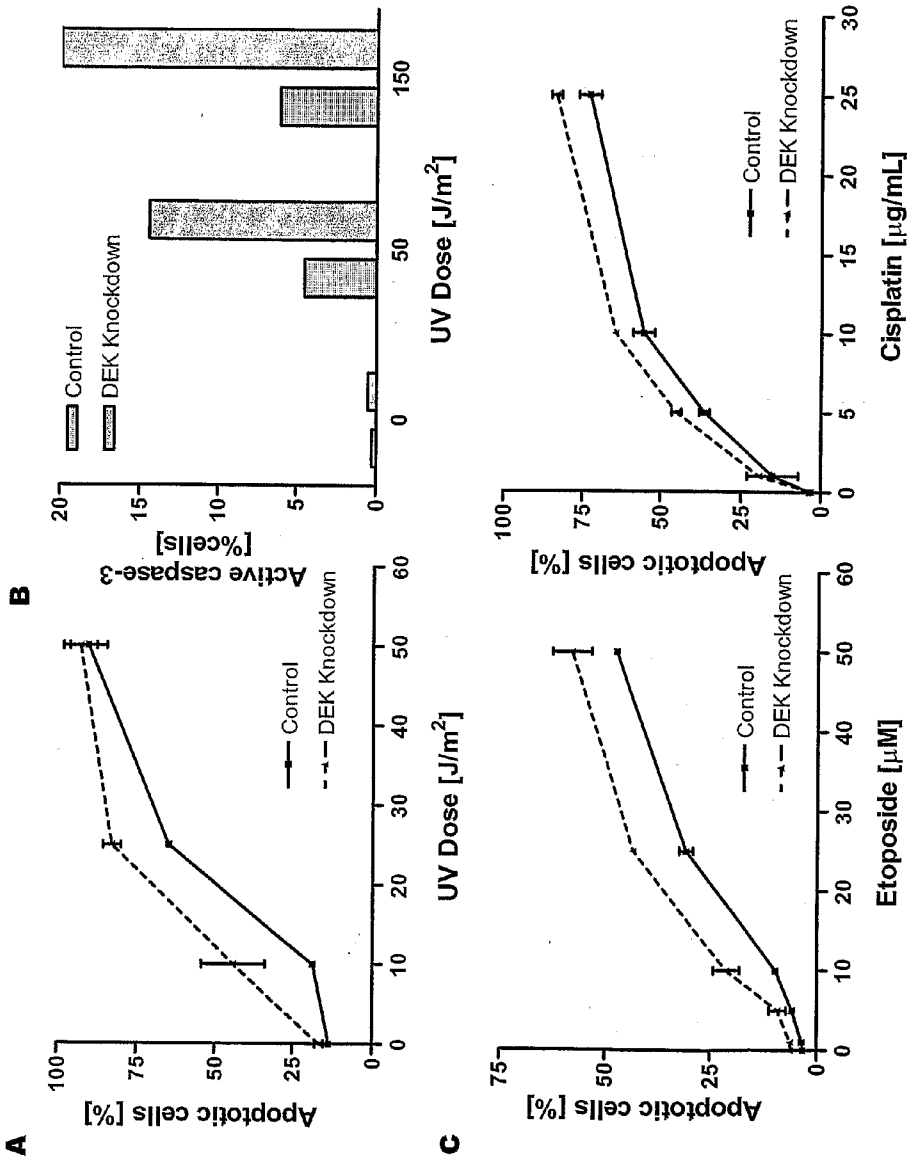 A
Apoptotic cells [%]
100
75
50
25
0
0 10 20 30 40 50 60
UV Dose [J/m²]
Control
DEK Knockdown
B
Active caspase-3
[%cells]
20
15
10
5
0
0 50 150
UV Dose [J/m²]
Control
DEK Knockdown
C
Apoptotic cells [%]
75
50
25
0
0 10 20 30 40 50 60
Etoposide [µM]
Control
DEK Knockdown
Apoptotic cells [%]
100
75
50
25
0
0 5 10 15 20 25 30
Cisplatin [µg/mL]
Control
DEK Knockdown